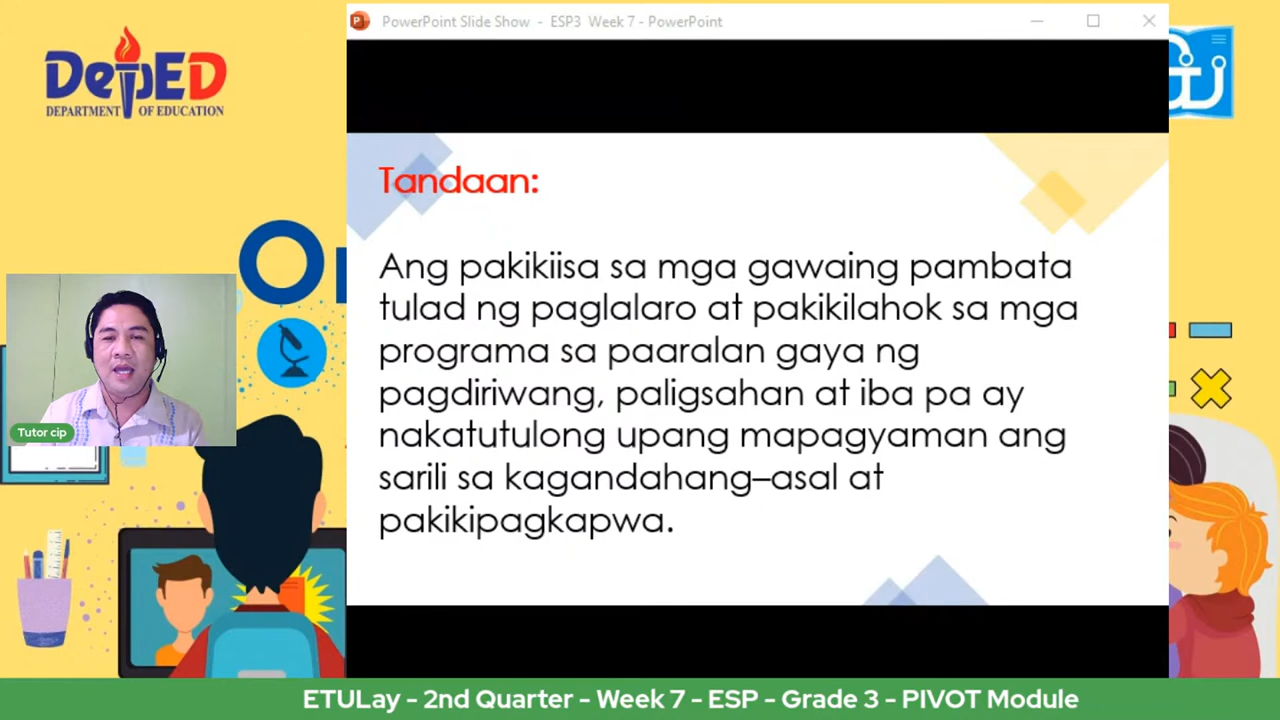 PowerPoint Slide Show - ESP3 Week 7 - PowerPoint
DepED
DEPARTMENT OF EDUCATION
Tandaan:
Ang pakikiisa sa mga gawaing pambata
tulad ng paglalaro at pakikilahok sa mga
programa sa paaralan gaya ng
pagdiriwang, paligsahan at iba pa ay
nakatutulong upang mapagyaman ang
sarili sa kagandahang–asal at
pakikipagkapwa.
Tutor cip
ETULay - 2nd Quarter - Week 7 - ESP - Grade 3 - PIVOT Module